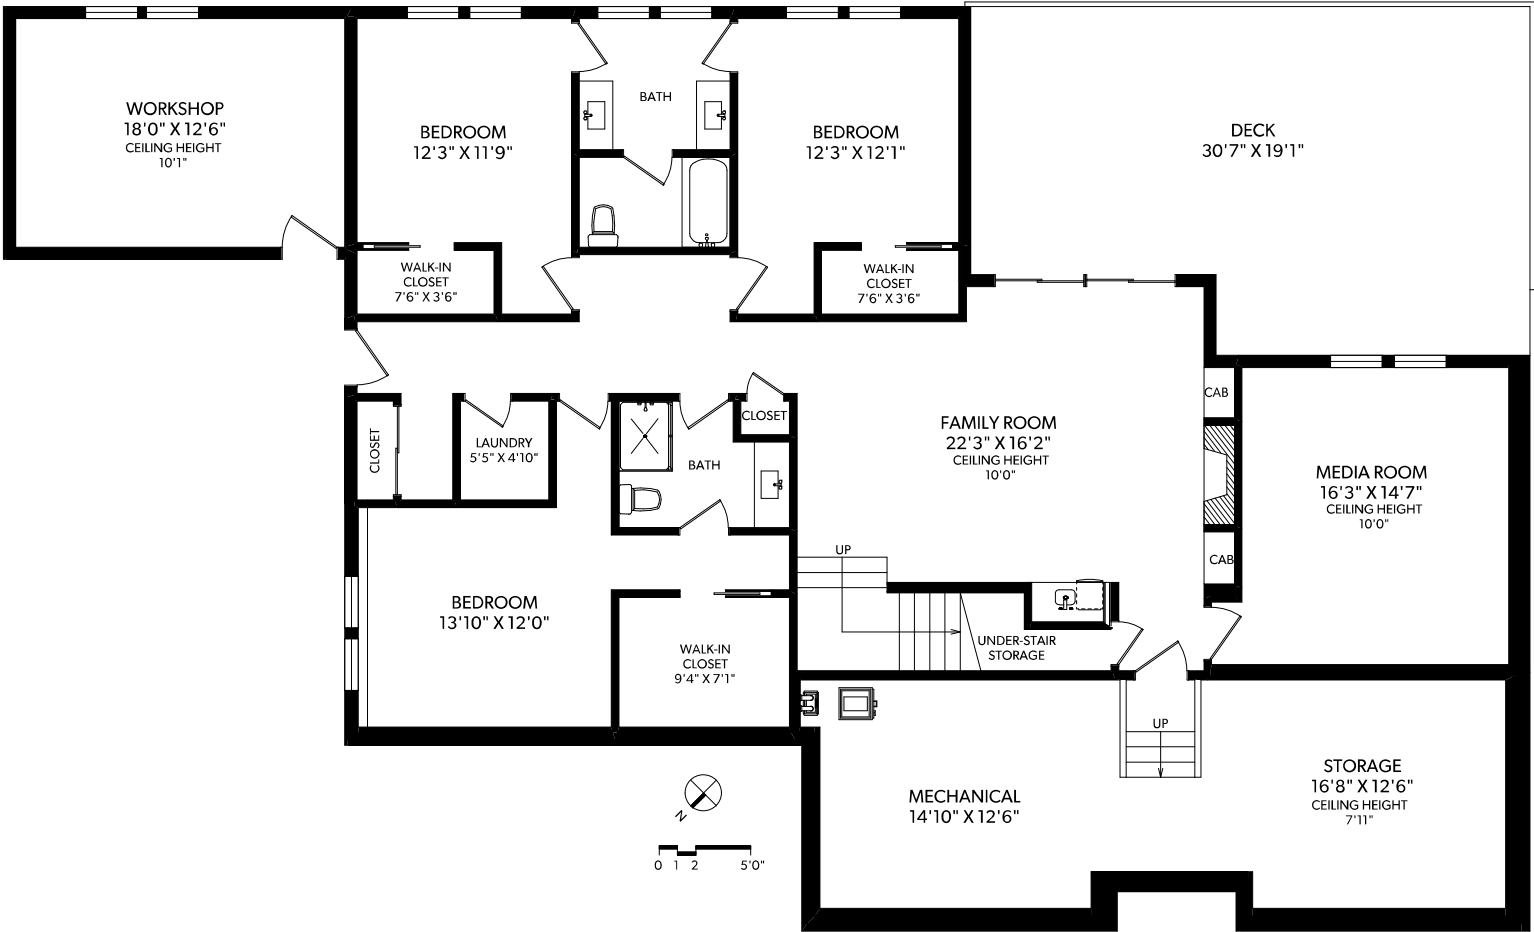 WORKSHOP
18'0" X 12'6"
CEILING HEIGHT
10'1"
BEDROOM
12'3" X 11'9"
BATH
BEDROOM
12'3" X 12'1"
DECK
30'7" X 19'1"
WALK-IN
CLOSET
7'6" X 3'6"
WALK-IN
CLOSET
7'6" X 3'6"
CLOSET
LAUNDRY
5'5" X 4'10"
BATH
CLOSET
FAMILY ROOM
22'3" X 16'2"
CEILING HEIGHT
10'0"
CAB
CAB
MEDIA ROOM
16'3" X 14'7"
CEILING HEIGHT
10'0"
UP
BEDROOM
13'10" X 12'0"
WALK-IN
CLOSET
9'4" X 7'1"
UNDER-STAIR
STORAGE
UP
MECHANICAL
14'10" X 12'6"
STORAGE
16'8" X 12'6"
CEILING HEIGHT
7'11"
N
0 1 2 5'0"